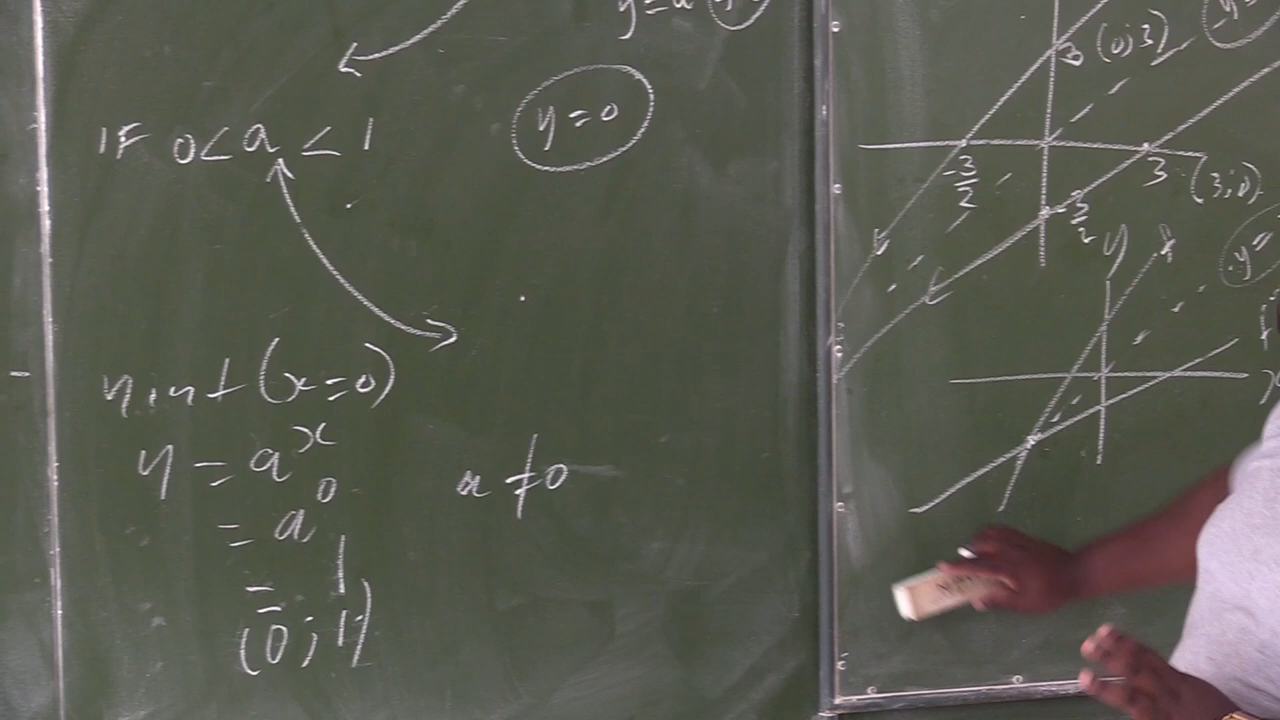 y = a
y = 0
IF 0 < a < 1
y int (x = 0)
y = a^x
= a^0
= 1
(0 ; 1)
a ≠ 0
3 (0 ; 3)
-3/2
3
(3 ; 0)
-3/2
y =
y
f